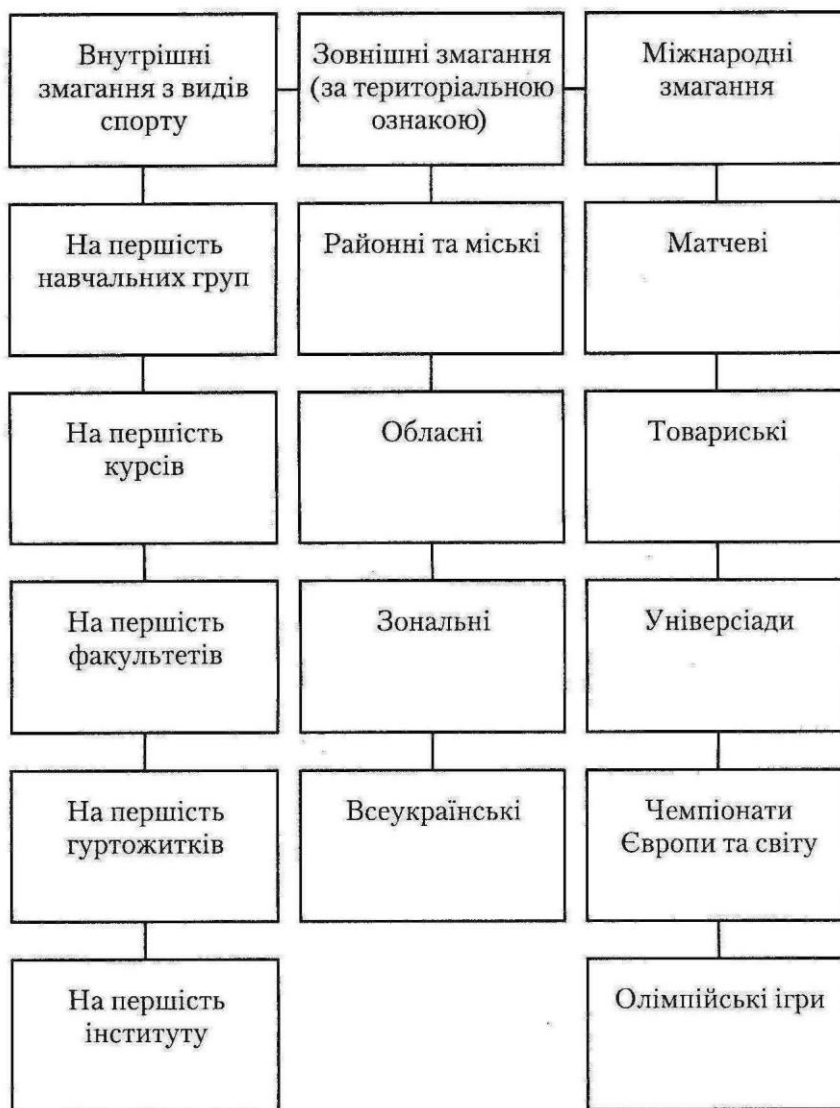 Внутрішні
змагання з видів
спорту
Зовнішні змагання
(за територіальною
ознакою)
Міжнародні
змагання
На першість
навчальних груп
Районні та міські
Матчеві
На першість
курсів
Обласні
Товариські
На першість
факультетів
Зональні
Універсіади
На першість
гуртожитків
Всеукраїнські
Чемпіонати
Європи та світу
На першість
інституту
Олімпійські ігри